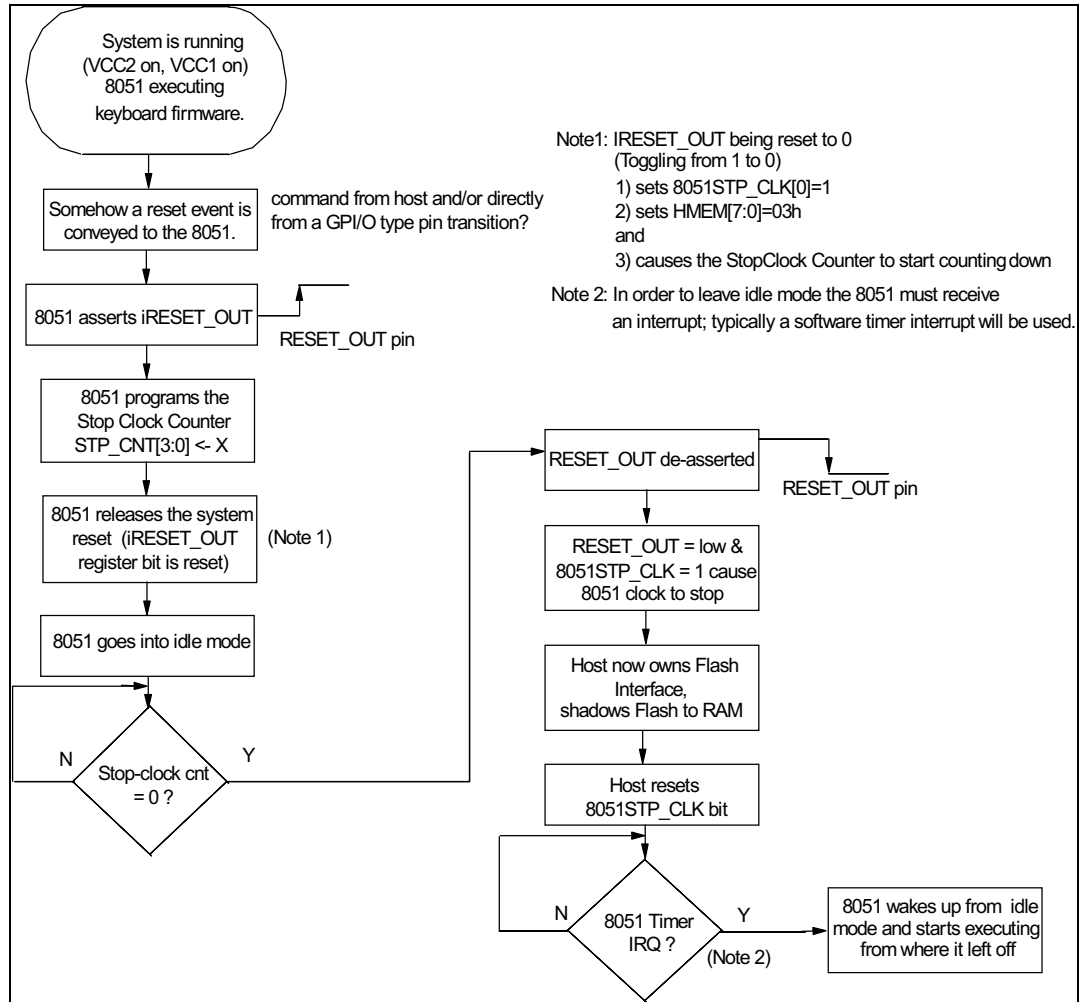 System is running
(VCC2 on, VCC1 on)
8051 executing
keyboard firmware.
Somehow a reset event is
conveyed to the 8051.
command from host and/or directly
from a GPI/O type pin transition?
8051 asserts iRESET_OUT
RESET_OUT pin
8051 programs the
Stop Clock Counter
STP_CNT[3:0] <- X
8051 releases the system
reset (iRESET_OUT
register bit is reset)
(Note 1)
8051 goes into idle mode
N
Y
Stop-clock cnt
= 0 ?
Note1: IRESET_OUT being reset to 0
(Toggling from 1 to 0)
1) sets 8051STP_CLK[0]=1
2) sets HMEM[7:0]=03h
and
3) causes the StopClock Counter to start counting down
Note 2: In order to leave idle mode the 8051 must receive
an interrupt; typically a software timer interrupt will be used.
RESET_OUT de-asserted
RESET_OUT pin
RESET_OUT = low &
8051STP_CLK = 1 cause
8051 clock to stop
Host now owns Flash
Interface,
shadows Flash to RAM
Host resets
8051STP_CLK bit
N
8051 Timer
IRQ ?
Y
(Note 2)
8051 wakes up from idle
mode and starts executing
from where it left off